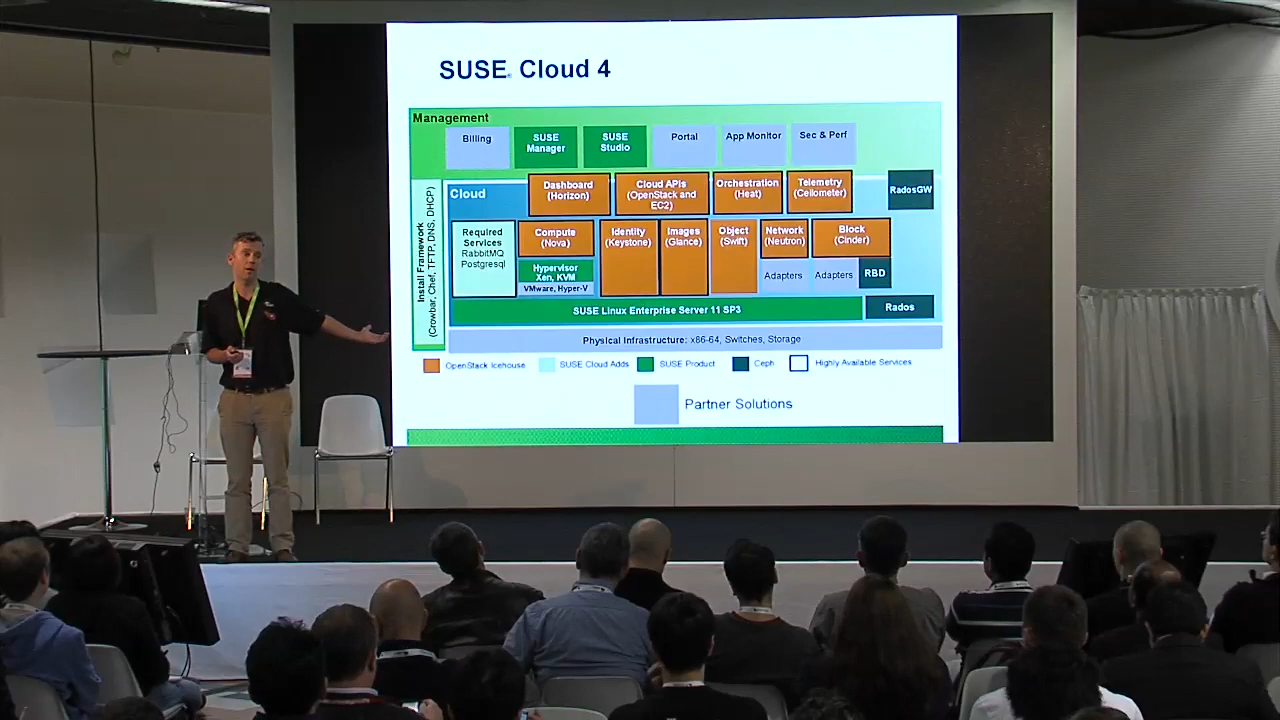 SUSE Cloud 4
Management
Billing
SUSE
Manager
SUSE
Studio
Portal
App Monitor
Sec & Perf
Install Framework
(Crowbar, Chef, TFTP, DNS, DHCP)
Cloud
Dashboard
(Horizon)
Cloud APIs
(OpenStack and
EC2)
Orchestration
(Heat)
Telemetry
(Ceilometer)
RadosGW
Required
Services
RabbitMQ
Postgresql
Compute
(Nova)
Hypervisor
Xen, KVM
VMware, Hyper-V
Identity
(Keystone)
Images
(Glance)
Object
(Swift)
Network
(Neutron)
Adapters
Block
(Cinder)
Adapters
RBD
SUSE Linux Enterprise Server 11 SP3
Rados
Physical Infrastructure: x86-64, Switches, Storage
OpenStack Icehouse
SUSE Cloud Adds
SUSE Product
Ceph
Highly Available Services
Partner Solutions